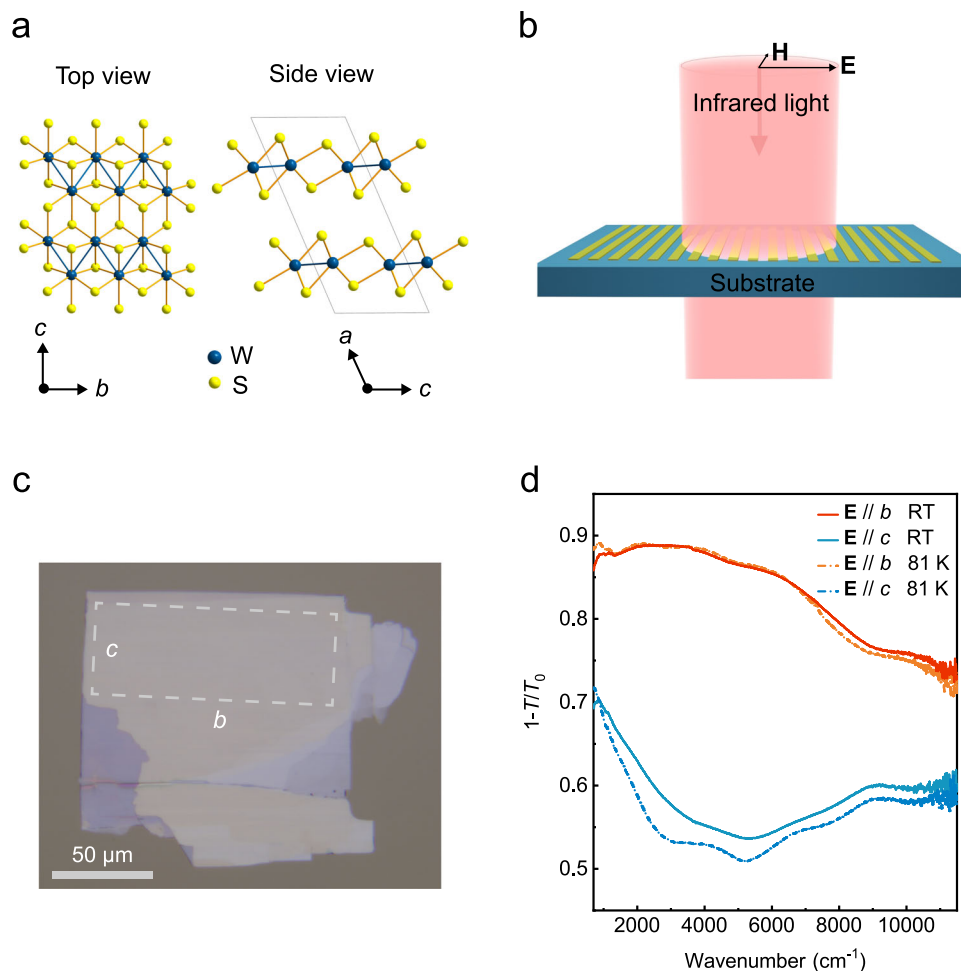 a
Top view
Side view
c
b
W
S
a
c
b
H
E
Infrared light
Substrate
c
c
b
50 µm
d
E // b RT
E // c RT
E // b 81 K
E // c 81 K
0.9
0.8
0.7
0.6
0.5
1-T/T₀
2000 4000 6000 8000 10000
Wavenumber (cm⁻¹)